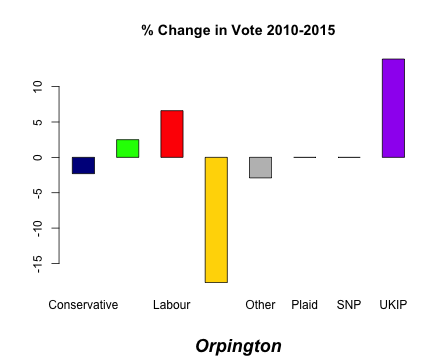 % Change in Vote 2010-2015
10
5
0
-5
-10
-15
Conservative Labour Other Plaid SNP UKIP
Orpington